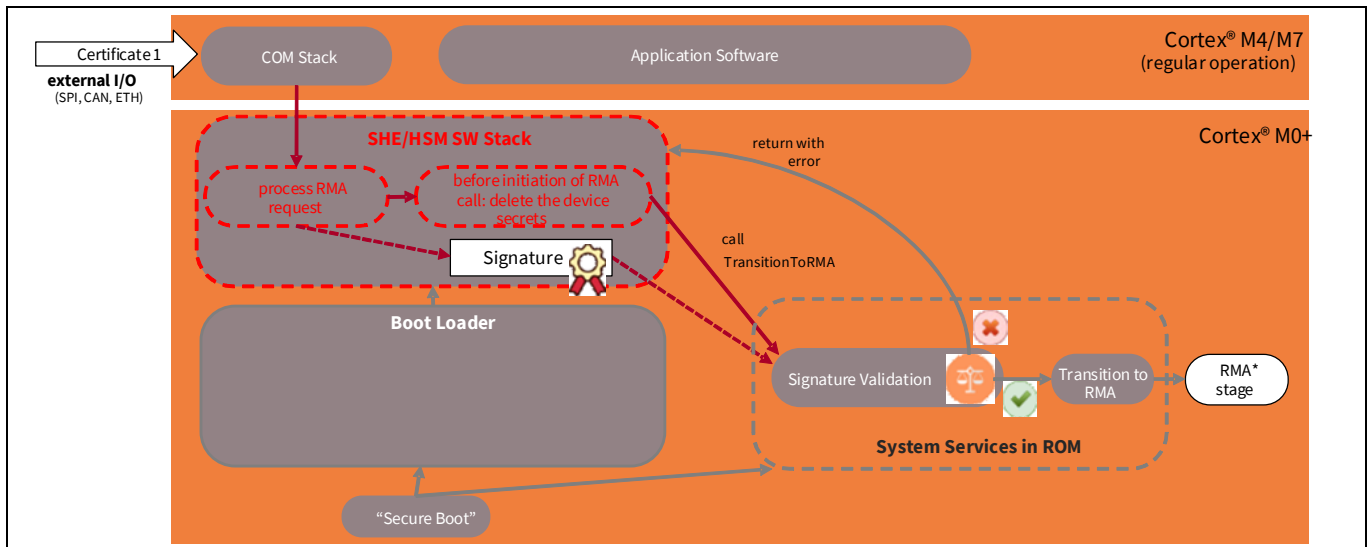 Certificate 1
external I/O
(SPI, CAN, ETH)
COM Stack
Application Software
Cortex® M4/M7
(regular operation)
Cortex® M0+
SHE/HSM SW Stack
process RMA
request
before initiation of RMA
call: delete the device
secrets
Signature
return with
error
call
TransitionToRMA
Boot Loader
Signature Validation
Transition to
RMA
RMA*
stage
System Services in ROM
“Secure Boot”